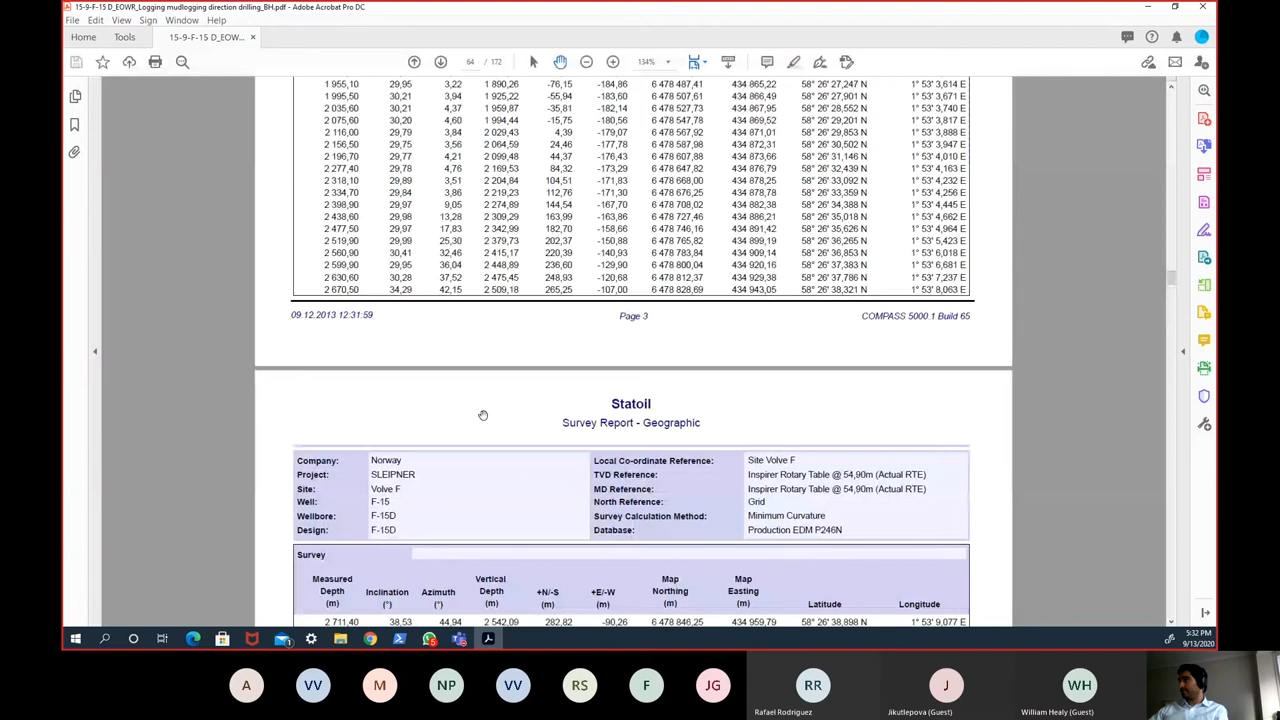 15-9-F-15 D_EOWR_Logging mudlogging direction drilling_BH.pdf - Adobe Acrobat Pro DC
File Edit View Sign Window Help
Home Tools 15-9-F-15 D_EOW... ×
64 / 172 134%
1 955,10 29,95 3,22 1 890,26 -76,15 -184,86 6 478 487,41 434 865,22 58° 26' 27,247 N 1° 53' 3,614 E
1 995,50 30,21 3,94 1 925,22 -55,94 -183,60 6 478 507,61 434 866,49 58° 26' 27,901 N 1° 53' 3,671 E
2 035,60 30,21 4,37 1 959,87 -35,81 -182,14 6 478 527,73 434 867,95 58° 26' 28,552 N 1° 53' 3,740 E
2 075,60 30,20 4,60 1 994,44 -15,75 -180,56 6 478 547,78 434 869,52 58° 26' 29,201 N 1° 53' 3,817 E
2 116,00 29,79 3,84 2 029,43 4,39 -179,07 6 478 567,92 434 871,01 58° 26' 29,853 N 1° 53' 3,888 E
2 156,50 29,75 3,56 2 064,59 24,46 -177,78 6 478 587,98 434 872,31 58° 26' 30,502 N 1° 53' 3,947 E
2 196,70 29,77 4,21 2 099,48 44,37 -176,43 6 478 607,88 434 873,66 58° 26' 31,146 N 1° 53' 4,010 E
2 277,40 29,78 4,76 2 169,53 84,32 -173,29 6 478 647,82 434 876,79 58° 26' 32,439 N 1° 53' 4,163 E
2 318,10 29,89 3,51 2 204,84 104,51 -171,83 6 478 668,00 434 878,25 58° 26' 33,092 N 1° 53' 4,232 E
2 334,70 29,84 3,86 112,76 -171,30 6 478 676,25 434 878,78 58° 26' 33,359 N 1° 53' 4,256 E
2 398,90 29,97 9,05 2 274,89 144,54 -167,70 6 478 708,02 434 882,38 58° 26' 34,388 N 1° 53' 4,445 E
2 438,60 29,98 13,28 2 309,29 163,99 -163,86 6 478 727,46 434 886,21 58° 26' 35,018 N 1° 53' 4,628 E
2 477,50 29,97 17,83 2 342,99 182,70 -158,66 6 478 746,16 434 891,42 58° 26' 35,626 N 1° 53' 4,964 E
2 519,90 29,99 25,30 2 379,73 202,37 -150,88 6 478 765,82 434 899,19 58° 26' 36,265 N 1° 53' 5,423 E
2 560,90 30,41 32,46 2 415,17 220,39 -140,93 6 478 783,84 434 909,14 58° 26' 36,853 N 1° 53' 6,018 E
2 599,90 29,95 36,04 2 448,89 236,60 -129,90 6 478 800,04 434 920,16 58° 26' 37,383 N 1° 53' 6,681 E
2 630,60 30,28 37,52 2 475,45 248,93 -120,68 6 478 812,37 58° 26' 37,786 N 1° 53' 7,237 E
2 670,50 34,29 42,15 2 509,18 265,25 -107,00 6 478 828,69 434 943,05 58° 26' 38,321 N 1° 53' 8,063 E
09.12.2013 12:31:59 Page 3 COMPASS 5000.1 Build 65
Statoil
Survey Report - Geographic
Company: Norway Local Co-ordinate Reference: Site Volve F
Project: SLEIPNER TVD Reference: Inspirer Rotary Table @ 54,90m (Actual RTE)
Site: Volve F MD Reference: Inspirer Rotary Table @ 54,90m (Actual RTE)
Well: F-15 North Reference: Grid
Wellbore: F-15D Survey Calculation Method: Minimum Curvature
Design: F-15D Database: Production EDM P246N
Survey
Measured Depth (m) Inclination (°) Azimuth (°) Vertical Depth (m) +N/-S (m) +E/-W (m) Map Northing (m) Map Easting (m) Latitude Longitude
2 711,40 38,53 44,94 2 542,09 282,82 -90,26 6 478 846,25 434 959,79 58° 26' 38,898 N 1° 53' 9,077 E
5:32 PM
9/13/2020
A VV M NP VV RS F JG RR J WH
Rafael Rodriguez Jikutlepova (Guest) William Healy (Guest)